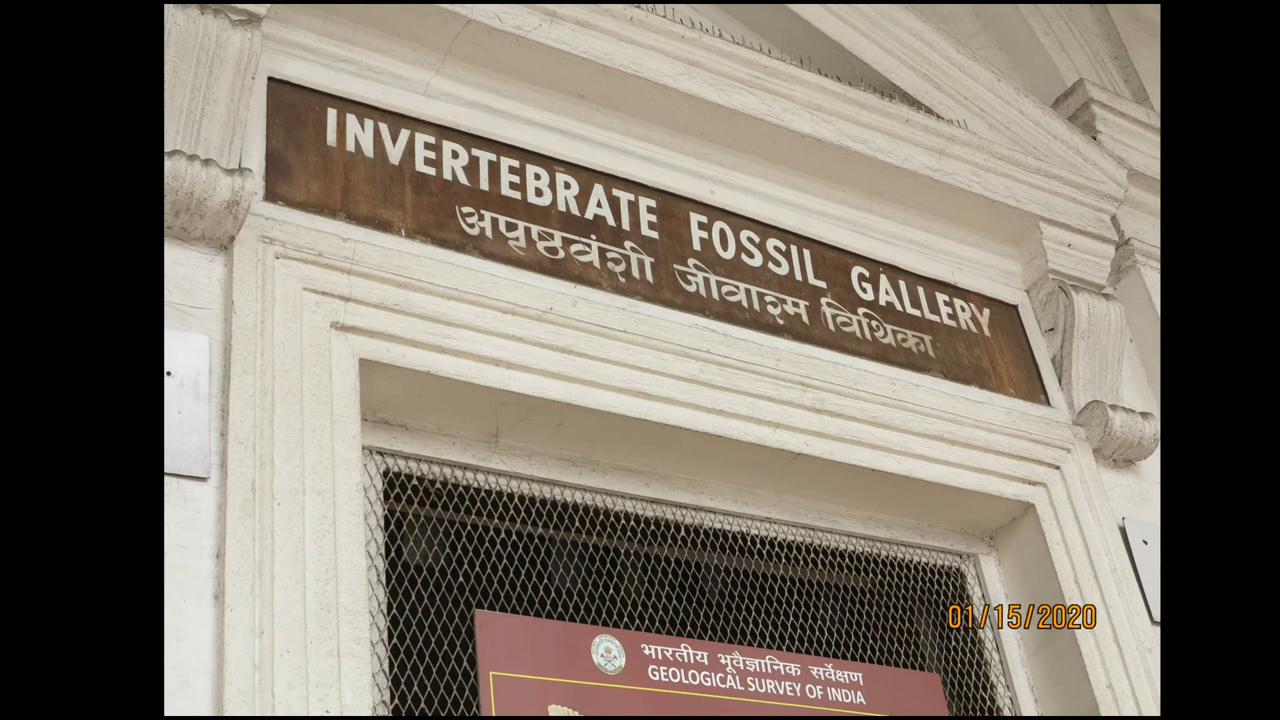 INVERTEBRATE FOSSIL GALLERY
अपृष्ठवंशी जीवाश्म विथिका
भारतीय भूवैज्ञानिक सर्वेक्षण
GEOLOGICAL SURVEY OF INDIA
01/15/2020